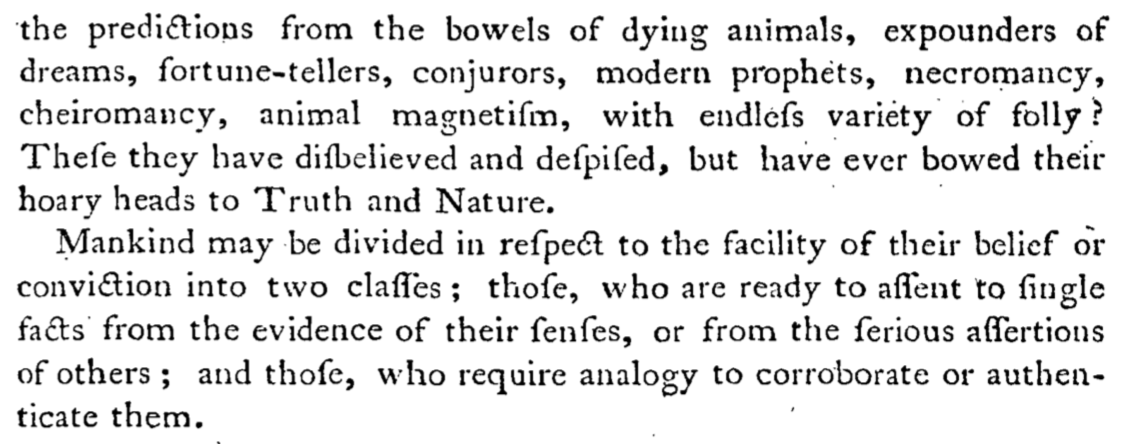 the predictions from the bowels of dying animals, expounders of
dreams, fortune-tellers, conjurors, modern prophets, necromancy,
cheiromancy, animal magnetiſm, with endleſs variety of folly?
Theſe they have diſbelieved and deſpiſed, but have ever bowed their
hoary heads to Truth and Nature.
Mankind may be divided in reſpect to the facility of their belief or
conviction into two claſſes; thoſe, who are ready to aſſent to ſingle
facts from the evidence of their ſenſes, or from the ſerious aſſertions
of others; and thoſe, who require analogy to corroborate or authen-
ticate them.